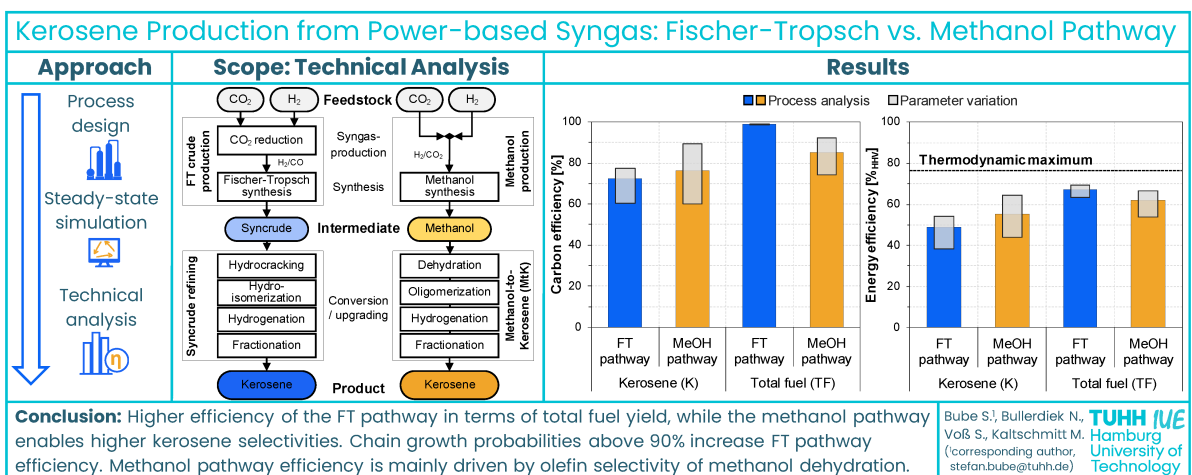 Kerosene Production from Power-based Syngas: Fischer-Tropsch vs. Methanol Pathway
Approach
Process
design
Steady-state
simulation
Technical
analysis
η
Scope: Technical Analysis
CO₂
H₂
Feedstock
CO₂
H₂
FT crude
production
CO₂ reduction
H₂/CO
Fischer-Tropsch
synthesis
Syngas-
production
Synthesis
H₂/CO₂
Methanol
synthesis
Methanol
production
Syncrude
Intermediate
Methanol
Syncrude refining
Hydrocracking
Hydro-
isomerization
Hydrogenation
Fractionation
Conversion
/ upgrading
Dehydration
Oligomerization
Hydrogenation
Fractionation
Methanol-to-
Kerosene (MtK)
Kerosene
Product
Kerosene
Results
Process analysis
Parameter variation
Carbon efficiency [%]
100
80
60
40
20
0
FT
pathway
MeOH
pathway
FT
pathway
MeOH
pathway
Kerosene (K)
Total fuel (TF)
Energy efficiency [%HHV]
100
80
60
40
20
0
Thermodynamic maximum
FT
pathway
MeOH
pathway
FT
pathway
MeOH
pathway
Kerosene (K)
Total fuel (TF)
Conclusion: Higher efficiency of the FT pathway in terms of total fuel yield, while the methanol pathway
enables higher kerosene selectivities. Chain growth probabilities above 90% increase FT pathway
efficiency. Methanol pathway efficiency is mainly driven by olefin selectivity of methanol dehydration.
Bube S.¹, Bullerdiek N.,
Voß S., Kaltschmitt M.
(¹corresponding author,
stefan.bube@tuhh.de)
TUHH IUE
Hamburg
University of
Technology